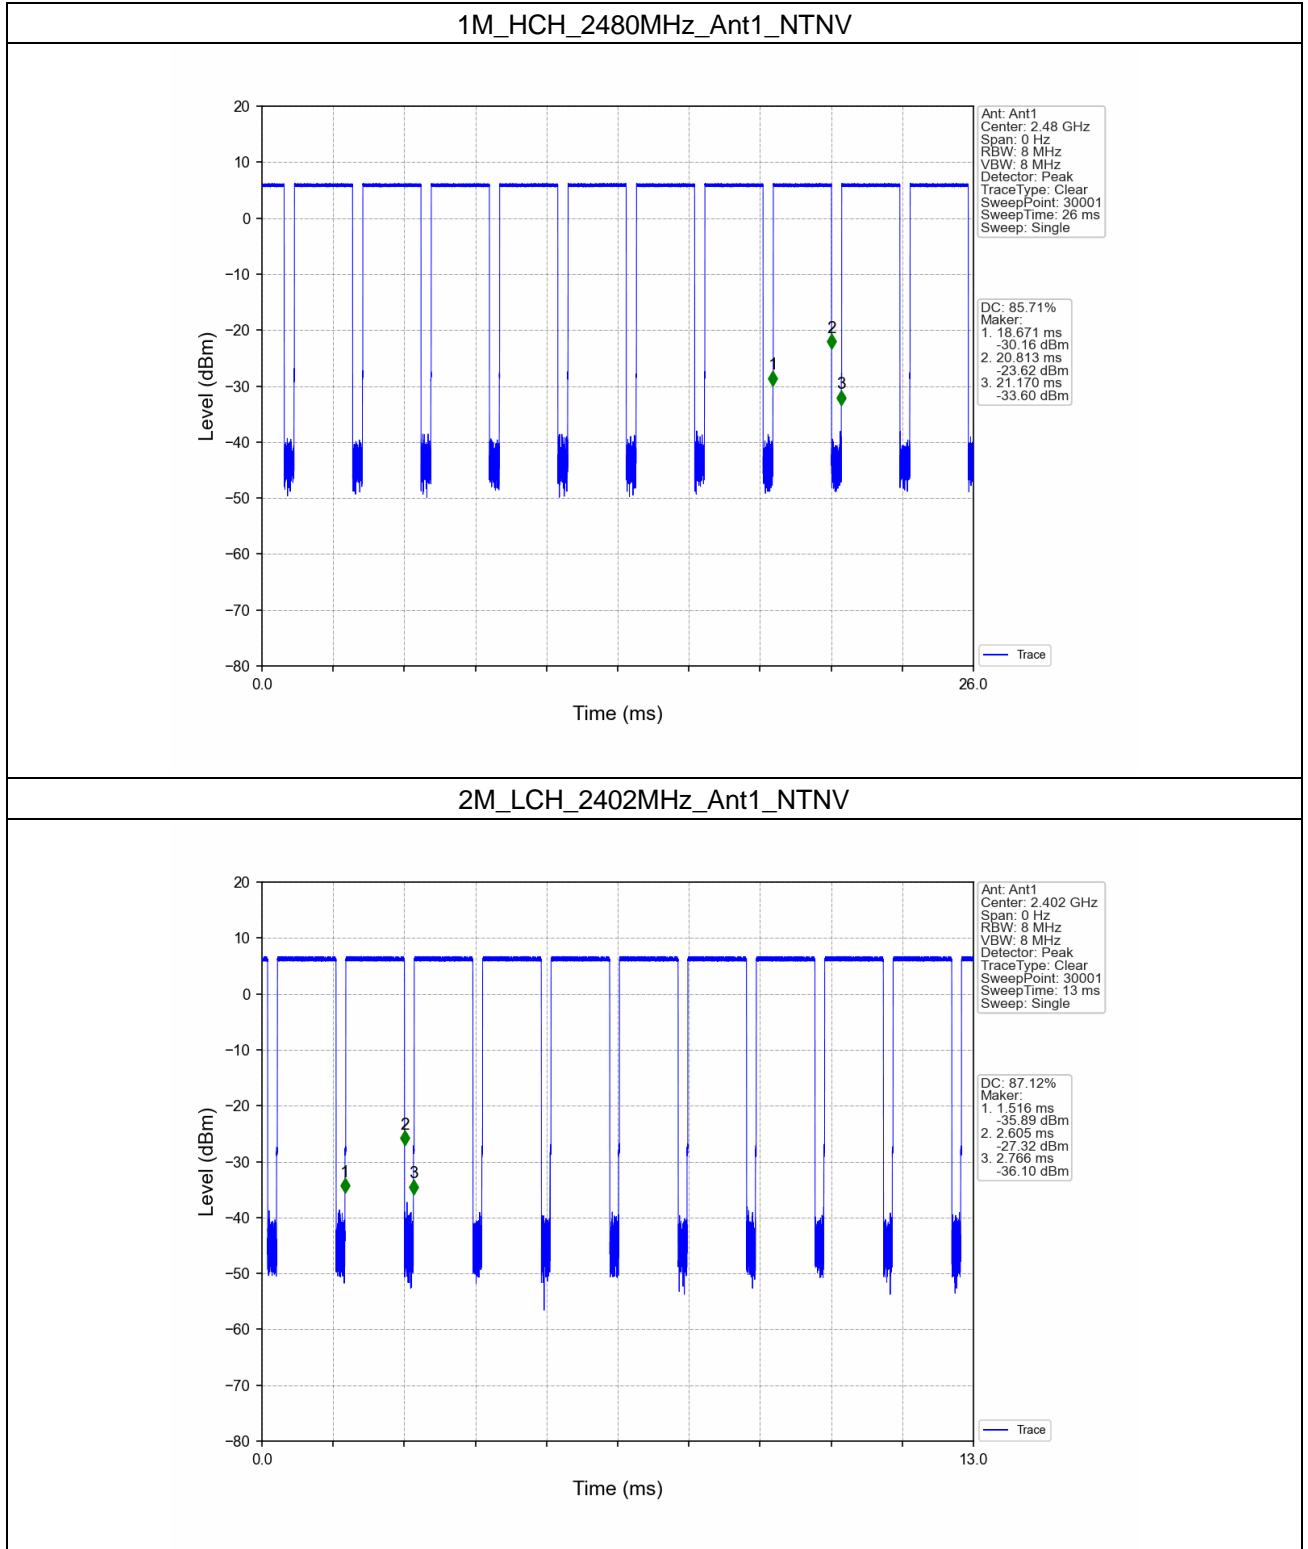 1M_HCH_2480MHz_Ant1_NTNV
20
10
0
−10
−20
−30
−40
−50
−60
−70
−80
Level (dBm)
0.0
26.0
Time (ms)
1
2
3
Ant: Ant1
Center: 2.48 GHz
Span: 0 Hz
RBW: 8 MHz
VBW: 8 MHz
Detector: Peak
TraceType: Clear
SweepPoint: 30001
SweepTime: 26 ms
Sweep: Single
DC: 85.71%
Maker:
1. 18.671 ms
-30.16 dBm
2. 20.813 ms
-23.62 dBm
3. 21.170 ms
-33.60 dBm
Trace
2M_LCH_2402MHz_Ant1_NTNV
20
10
0
−10
−20
−30
−40
−50
−60
−70
−80
Level (dBm)
0.0
13.0
Time (ms)
1
2
3
Ant: Ant1
Center: 2.402 GHz
Span: 0 Hz
RBW: 8 MHz
VBW: 8 MHz
Detector: Peak
TraceType: Clear
SweepPoint: 30001
SweepTime: 13 ms
Sweep: Single
DC: 87.12%
Maker:
1. 1.516 ms
-35.89 dBm
2. 2.605 ms
-27.32 dBm
3. 2.766 ms
-36.10 dBm
Trace